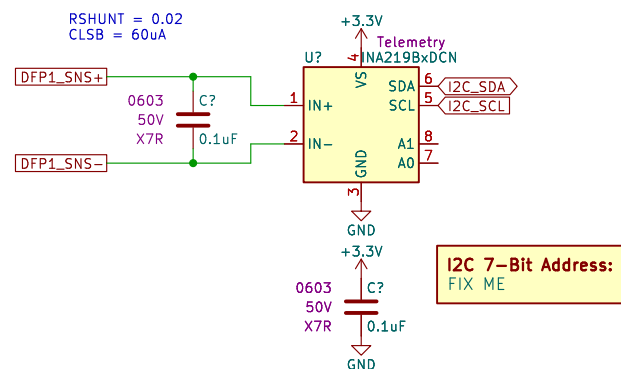 RSHUNT = 0.02
CLSB = 60uA
+3.3V
Telemetry
U?
INA219BxDCN
4
VS
DFP1_SNS+
6
SDA
I2C_SDA
0603
C?
1
IN+
SCL
5
I2C_SCL
50V
X7R
0.1uF
2
IN-
A1
8
A0
7
DFP1_SNS-
GND
3
GND
+3.3V
I2C 7-Bit Address:
FIX ME
0603
C?
50V
X7R
0.1uF
GND